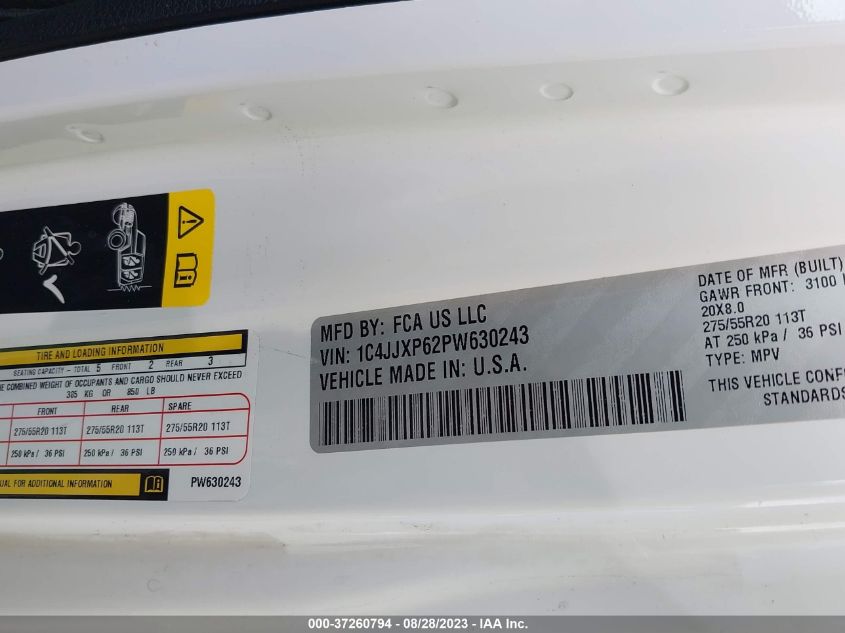 TIRE AND LOADING INFORMATION
SEATING CAPACITY - TOTAL 5 FRONT 2 REAR 3
COMBINED WEIGHT OF OCCUPANTS AND CARGO SHOULD NEVER EXCEED
385 KG OR 850 LB
FRONT REAR SPARE
275/55R20 113T 275/55R20 113T 275/55R20 113T
250 kPa / 36 PSI 250 kPa / 36 PSI 250 kPa / 36 PSI
FOR ADDITIONAL INFORMATION
PW630243
MFD BY: FCA US LLC
VIN: 1C4JJXP62PW630243
VEHICLE MADE IN: U.S.A.
DATE OF MFR (BUILT)
GAWR FRONT: 3100
20X8.0
275/55R20 113T
AT 250 kPa / 36 PSI
TYPE: MPV
THIS VEHICLE
STANDARDS
000-37260794 - 08/28/2023 - IAA Inc.